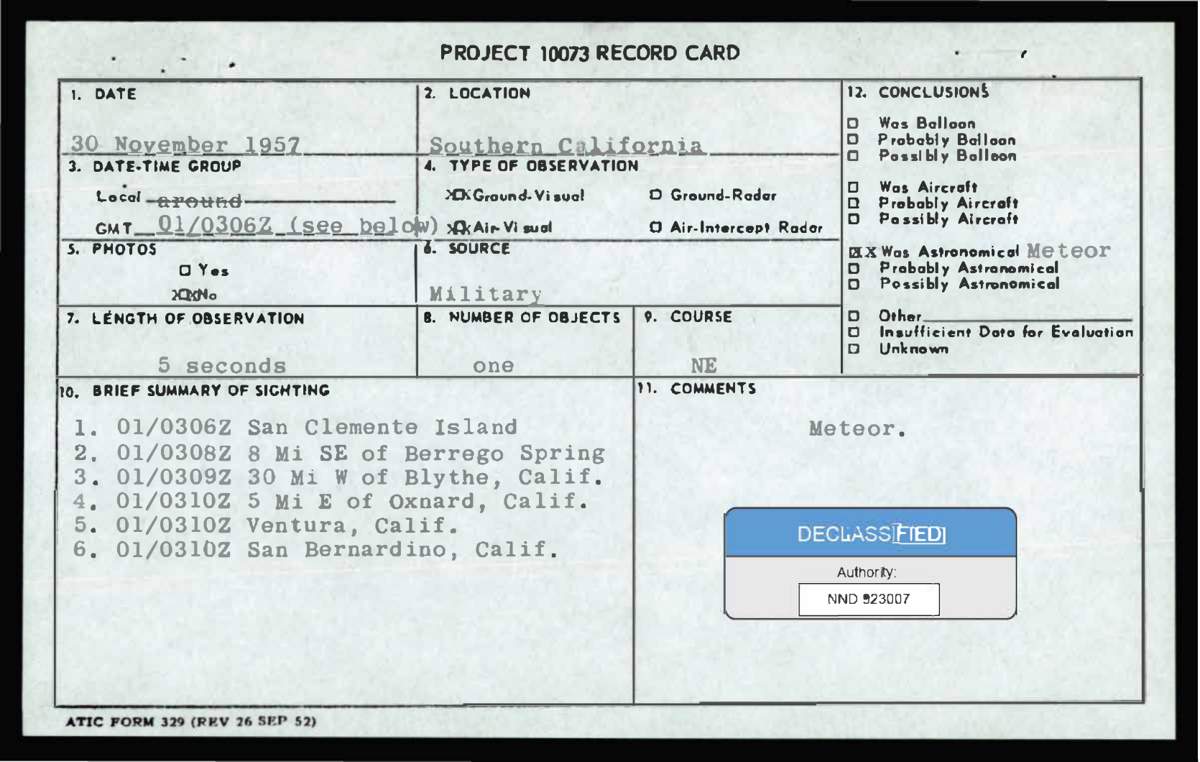 PROJECT 10073 RECORD CARD
1. DATE
30 November 1957
2. LOCATION
Southern California
3. DATE-TIME GROUP
Local around
GMT 01/0306Z (see below)
4. TYPE OF OBSERVATION
XX Ground-Visual
Ground-Radar
XX Air-Visual
Air-Intercept Radar
5. PHOTOS
Yes
XX No
6. SOURCE
Military
7. LENGTH OF OBSERVATION
5 seconds
8. NUMBER OF OBJECTS
one
9. COURSE
NE
12. CONCLUSIONS
Was Balloon
Probably Balloon
Possibly Balloon
Was Aircraft
Probably Aircraft
Possibly Aircraft
XX Was Astronomical Meteor
Probably Astronomical
Possibly Astronomical
Other
Insufficient Data for Evaluation
Unknown
10. BRIEF SUMMARY OF SIGHTING
1. 01/0306Z San Clemente Island
2. 01/0308Z 8 Mi SE of Berrego Spring
3. 01/0309Z 30 Mi W of Blythe, Calif.
4. 01/0310Z 5 Mi E of Oxnard, Calif.
5. 01/0310Z Ventura, Calif.
6. 01/0310Z San Bernardino, Calif.
11. COMMENTS
Meteor.
DECLASSIFIED
Authority:
NND 923007
ATIC FORM 329 (REV 26 SEP 52)